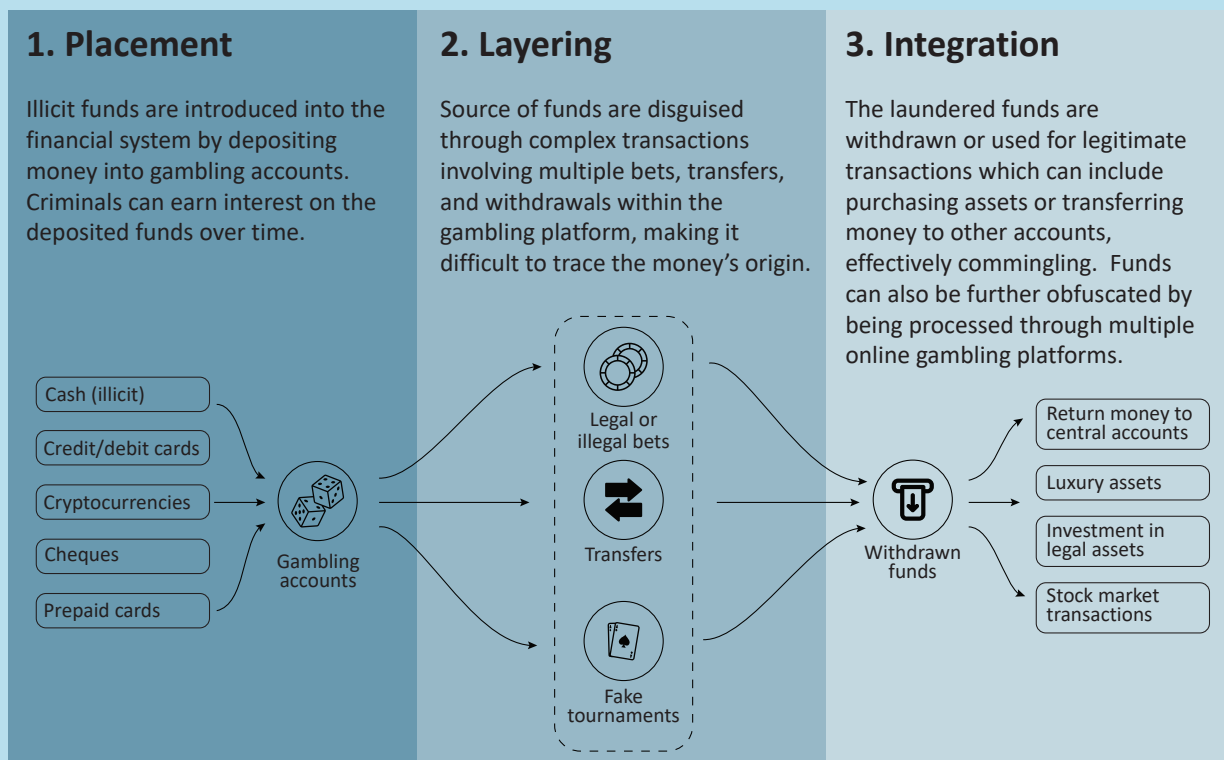 1. Placement
Illicit funds are introduced into the
financial system by depositing
money into gambling accounts.
Criminals can earn interest on the
deposited funds over time.
Cash (illicit)
Credit/debit cards
Cryptocurrencies
Cheques
Prepaid cards
Gambling
accounts
2. Layering
Source of funds are disguised
through complex transactions
involving multiple bets, transfers,
and withdrawals within the
gambling platform, making it
difficult to trace the money’s origin.
Legal or
illegal bets
Transfers
Fake
tournaments
3. Integration
The laundered funds are
withdrawn or used for legitimate
transactions which can include
purchasing assets or transferring
money to other accounts,
effectively commingling.  Funds
can also be further obfuscated by
being processed through multiple
online gambling platforms.
Withdrawn
funds
Return money to
central accounts
Luxury assets
Investment in
legal assets
Stock market
transactions